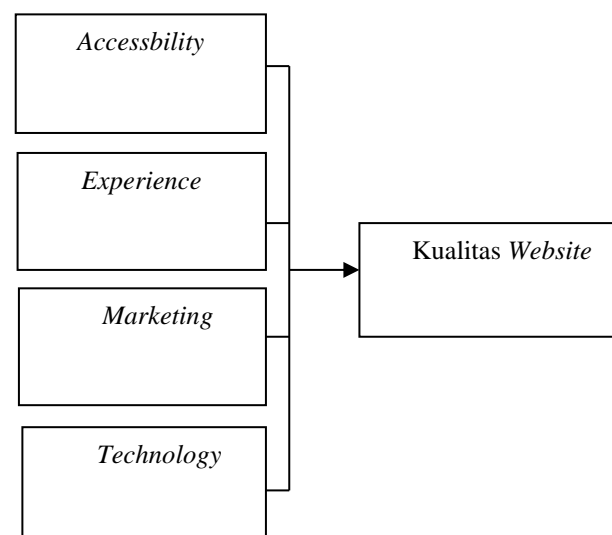 Accessbility
Experience
Kualitas Website
Marketing
Technology